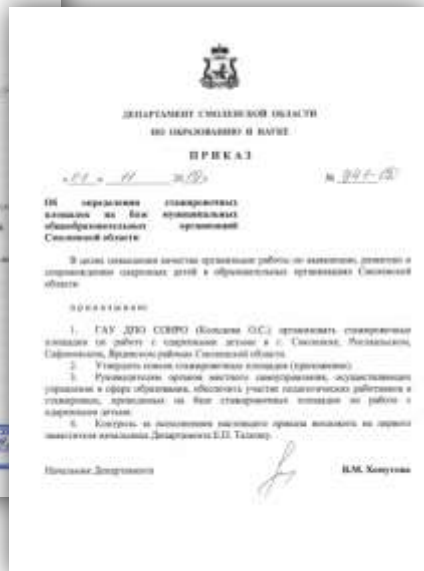 ДЕПАРТАМЕНТ СМОЛЕНСКОЙ ОБЛАСТИ
ПО ОБРАЗОВАНИЮ И НАУКЕ
ПРИКАЗ
11
№
Об определении стажировочных
площадок на базе муниципальных
общеобразовательных организаций
Смоленской области
В целях повышения качества организации работы по выявлению, развитию и
сопровождению одаренных детей в образовательных организациях Смоленской
области
приказываю:
1. ГАУ ДПО СОИРО (Кольцова О.С.) организовать стажировочные
площадки по работе с одаренными детьми в г. Смоленске, Рославльском,
Сафоновском, Ярцевском районах Смоленской области.
2. Утвердить список стажировочных площадок (приложение).
3. Руководителям органов местного самоуправления, осуществляющих
управление в сфере образования, обеспечить участие педагогических работников в
стажировках, проводимых на базе стажировочных площадок по работе с
одаренными детьми.
4. Контроль за исполнением настоящего приказа возложить на первого
заместителя начальника Департамента Е.П. Талкину.
Начальник Департамента
В.М. Хомутова